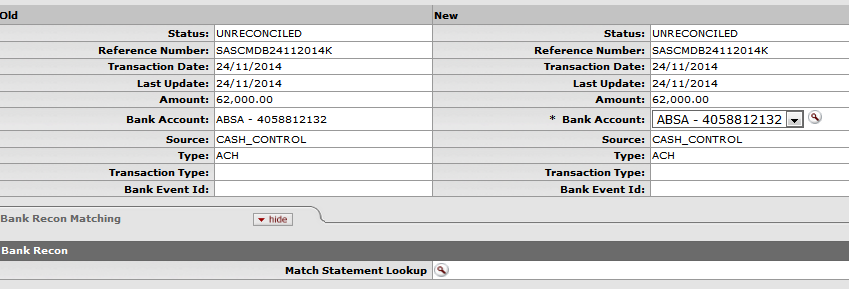 Old New
Status: UNRECONCILED Status: UNRECONCILED
Reference Number: SASCMDB24112014K Reference Number: SASCMDB24112014K
Transaction Date: 24/11/2014 Transaction Date: 24/11/2014
Last Update: 24/11/2014 Last Update: 24/11/2014
Amount: 62,000.00 Amount: 62,000.00
Bank Account: ABSA - 4058812132 * Bank Account: ABSA - 4058812132
Source: CASH_CONTROL Source: CASH_CONTROL
Type: ACH Type: ACH
Transaction Type: Transaction Type:
Bank Event Id: Bank Event Id:
Bank Recon Matching hide
Bank Recon
Match Statement Lookup